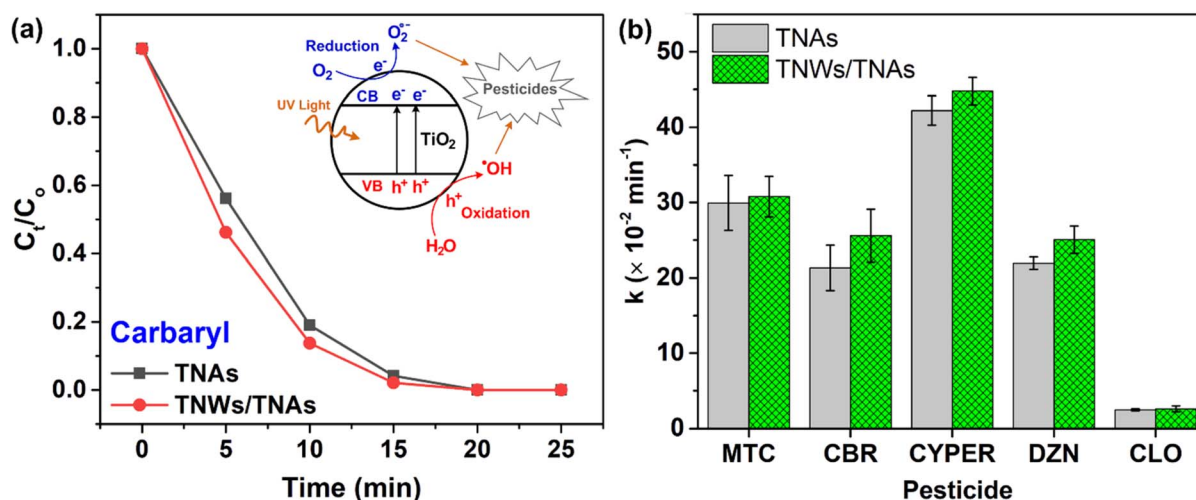 (a)
1.0
0.8
0.6
0.4
0.2
0.0
Ct/Co
Reduction
O2
O2•−
e-
CB e- e-
UV Light
TiO2
Pesticides
VB h+ h+
•OH
h+
Oxidation
H2O
Carbaryl
TNAs
TNWs/TNAs
0 5 10 15 20 25
Time (min)
(b)
TNAs
TNWs/TNAs
50
40
30
20
10
0
k (× 10-2 min-1)
MTC CBR CYPER DZN CLO
Pesticide